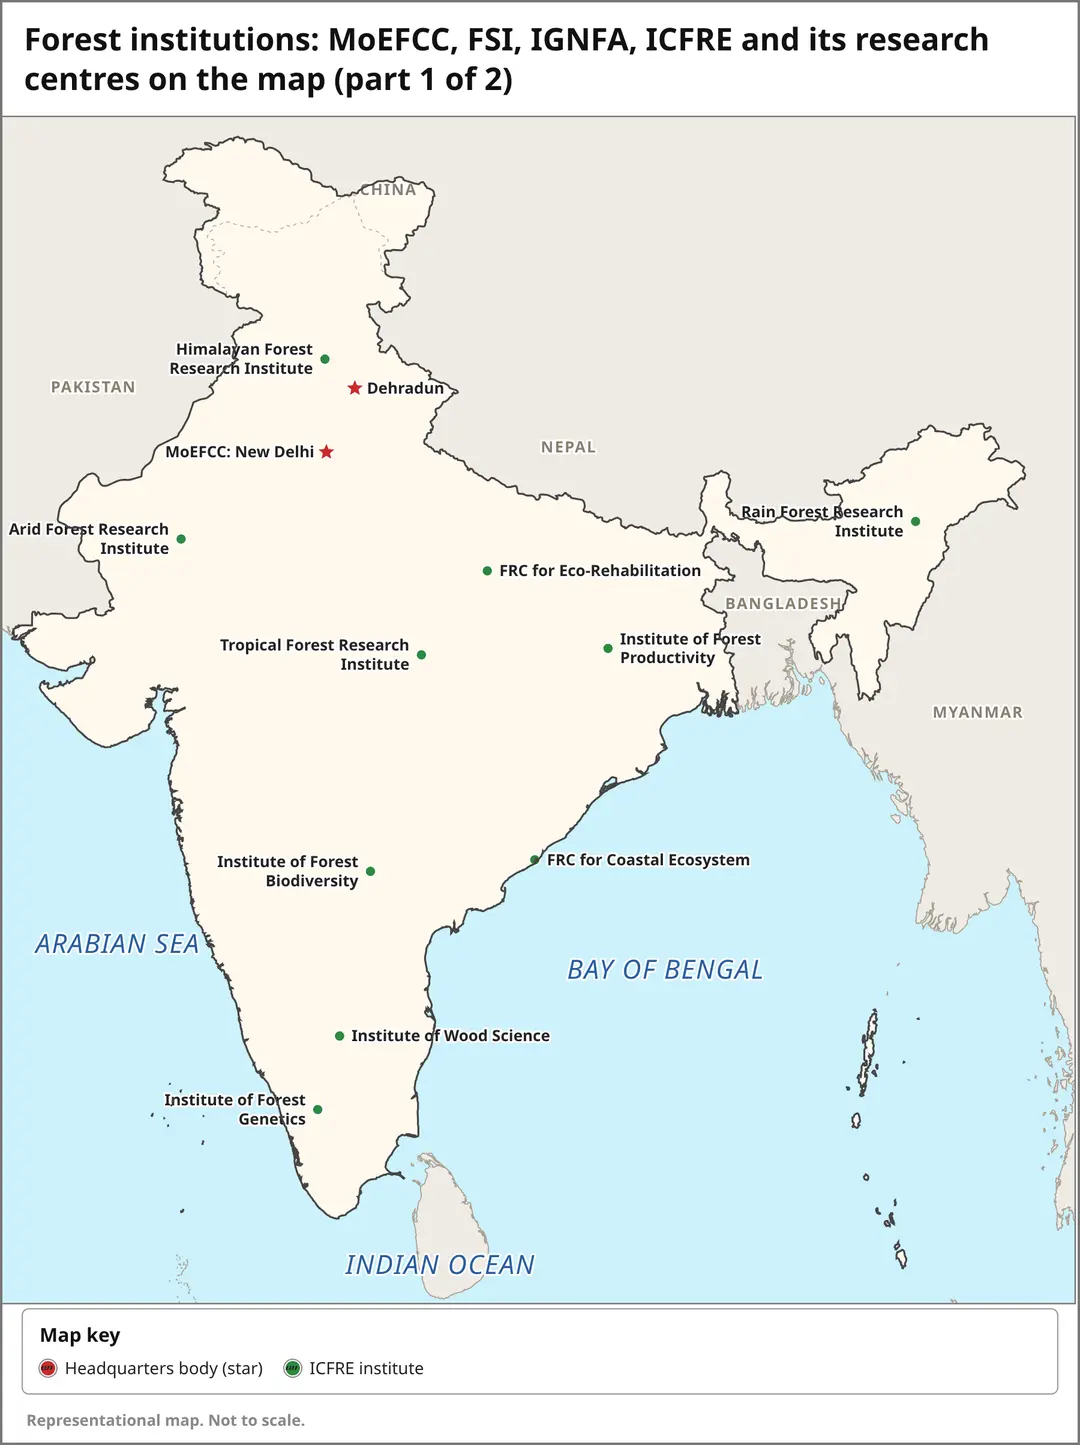 Forest institutions: MoEFCC, FSI, IGNFA, ICFRE and its research
centres on the map (part 1 of 2)
CHINA
Himalayan Forest
Research Institute
PAKISTAN
Dehradun
MoEFCC: New Delhi
NEPAL
Rain Forest Research
Institute
Arid Forest Research
Institute
FRC for Eco-Rehabilitation
BANGLADESH
Tropical Forest Research
Institute
Institute of Forest
Productivity
MYANMAR
Institute of Forest
Biodiversity
FRC for Coastal Ecosystem
ARABIAN SEA
BAY OF BENGAL
Institute of Wood Science
Institute of Forest
Genetics
INDIAN OCEAN
Map key
Headquarters body (star)
ICFRE institute
Representational map. Not to scale.